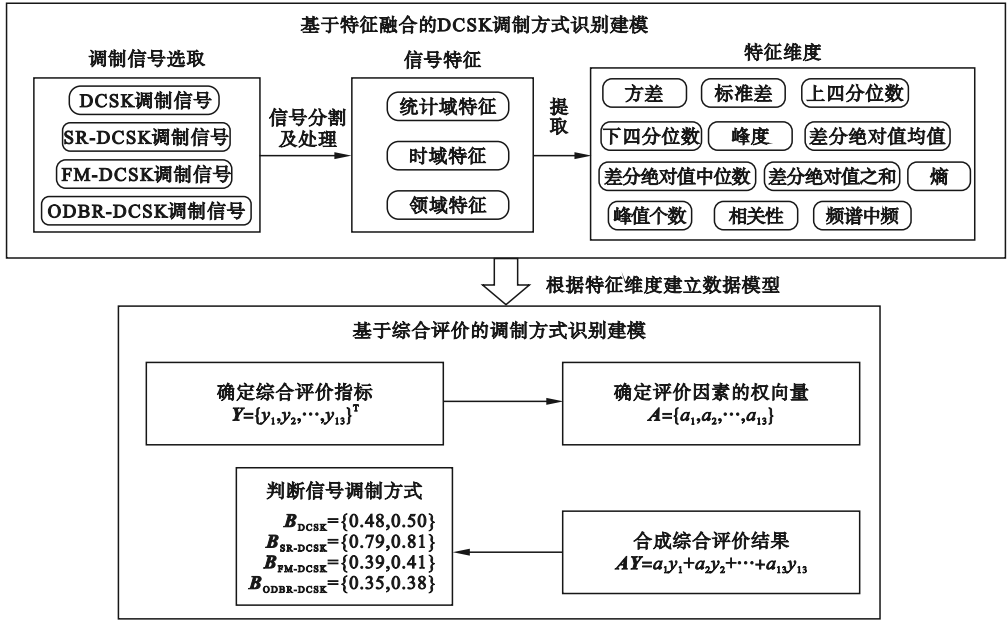 基于特征融合的DCSK调制方式识别建模
调制信号选取
DCSK调制信号
SR-DCSK调制信号
FM-DCSK调制信号
ODBR-DCSK调制信号
信号分割
及处理
信号特征
统计域特征
时域特征
领域特征
提
取
特征维度
方差
标准差
上四分位数
下四分位数
峰度
差分绝对值均值
差分绝对值中位数
差分绝对值之和
熵
峰值个数
相关性
频谱中频
根据特征维度建立数据模型
基于综合评价的调制方式识别建模
确定综合评价指标
Y={y₁,y₂,⋯,y₁₃}ᵀ
确定评价因素的权向量
A={a₁,a₂,⋯,a₁₃}
判断信号调制方式
B_DCSK={0.48,0.50}
B_SR-DCSK={0.79,0.81}
B_FM-DCSK={0.39,0.41}
B_ODBR-DCSK={0.35,0.38}
合成综合评价结果
AY=a₁y₁+a₂y₂+⋯+a₁₃y₁₃